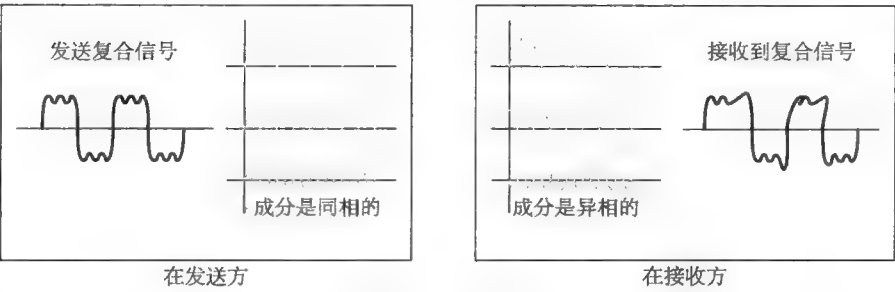 发送复合信号
成分是同相的
在发送方
接收到复合信号
成分是异相的
在接收方